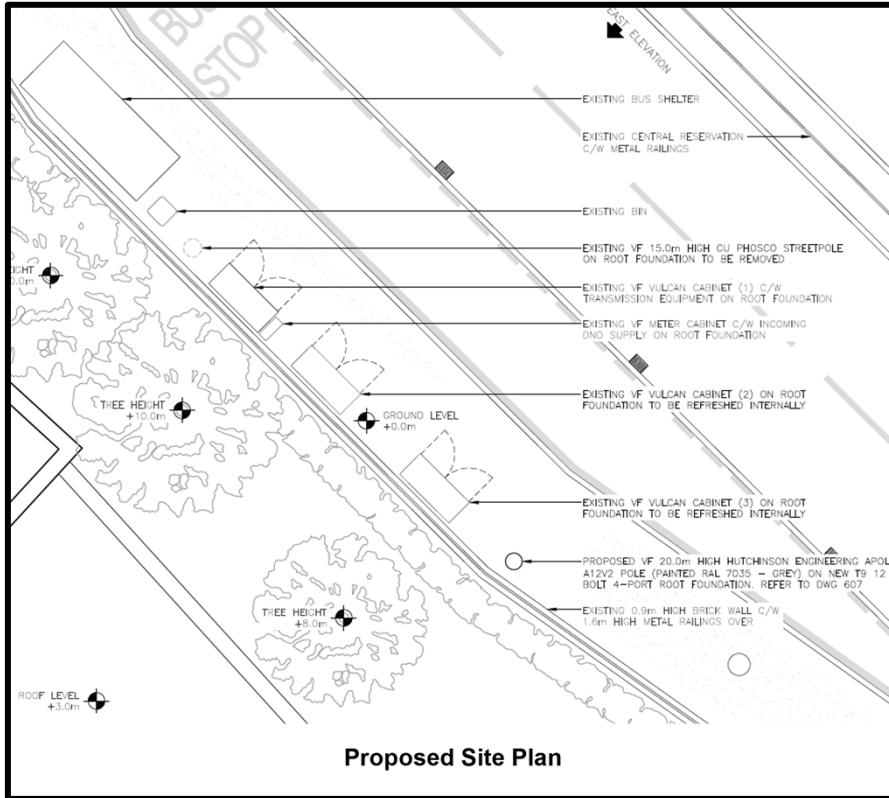 BUS
STOP
EAST ELEVATION
EXISTING BUS SHELTER
EXISTING CENTRAL RESERVATION
C/W METAL RAILINGS
EXISTING BIN
EXISTING VF 15.0m HIGH CU PHOSCO STREETPOLE
ON ROOT FOUNDATION TO BE REMOVED
EXISTING VF VULCAN CABINET (1) C/W
TRANSMISSION EQUIPMENT ON ROOT FOUNDATION
EXISTING VF METER CABINET C/W INCOMING
DNO SUPPLY ON ROOT FOUNDATION
EXISTING VF VULCAN CABINET (2) ON ROOT
FOUNDATION TO BE REFRESHED INTERNALLY
EXISTING VF VULCAN CABINET (3) ON ROOT
FOUNDATION TO BE REFRESHED INTERNALLY
PROPOSED VF 20.0m HIGH HUTCHINSON ENGINEERING APOL
A12V2 POLE (PAINTED RAL 7035 – GREY) ON NEW T9 12
BOLT 4-PORT ROOT FOUNDATION. REFER TO DWG 607
EXISTING 0.9m HIGH BRICK WALL C/W
1.6m HIGH METAL RAILINGS OVER
EIGHT
0.0m
TREE HEIGHT
+10.0m
GROUND LEVEL
+0.0m
TREE HEIGHT
+8.0m
ROOF LEVEL
+3.0m
Proposed Site Plan